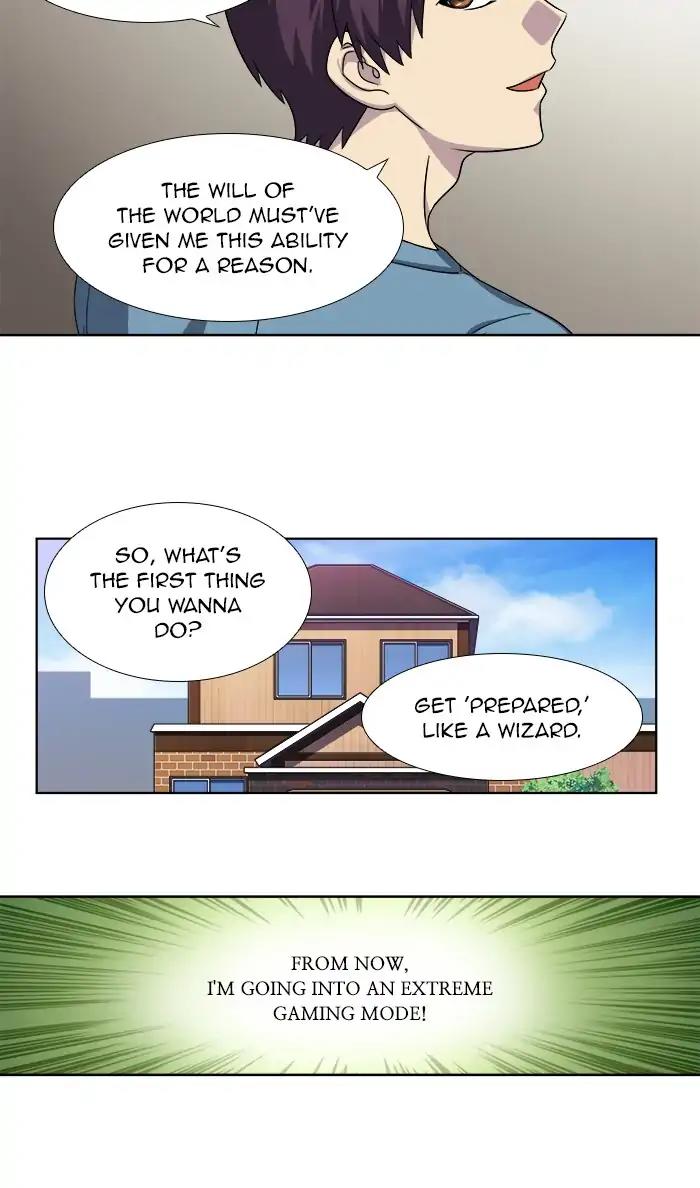 THE WILL OF
THE WORLD MUST'VE
GIVEN ME THIS ABILITY
FOR A REASON.
SO, WHAT'S
THE FIRST THING
YOU WANNA
DO?
GET 'PREPARED,'
LIKE A WIZARD.
FROM NOW,
I'M GOING INTO AN EXTREME
GAMING MODE!